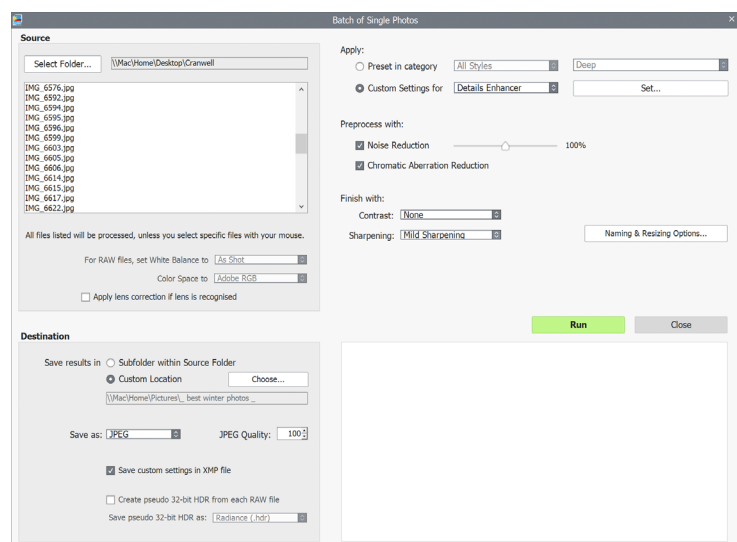 Batch of Single Photos
Source
Select Folder...
\\Mac\Home\Desktop\Cranwell
IMG_6576.jpg
IMG_6592.jpg
IMG_6594.jpg
IMG_6595.jpg
IMG_6596.jpg
IMG_6599.jpg
IMG_6603.jpg
IMG_6605.jpg
IMG_6606.jpg
IMG_6614.jpg
IMG_6615.jpg
IMG_6617.jpg
IMG_6622.jpg
All files listed will be processed, unless you select specific files with your mouse.
For RAW files, set White Balance to As Shot
Color Space to Adobe RGB
Apply lens correction if lens is recognised
Apply:
Preset in category All Styles Deep
Custom Settings for Details Enhancer Set...
Preprocess with:
Noise Reduction 100%
Chromatic Aberration Reduction
Finish with:
Contrast: None
Sharpening: Mild Sharpening
Naming & Resizing Options...
Run Close
Destination
Save results in Subfolder within Source Folder
Custom Location Choose...
\\Mac\Home\Pictures\_ best winter photos _
Save as: JPEG JPEG Quality: 100
Save custom settings in XMP file
Create pseudo 32-bit HDR from each RAW file
Save pseudo 32-bit HDR as: Radiance (.hdr)